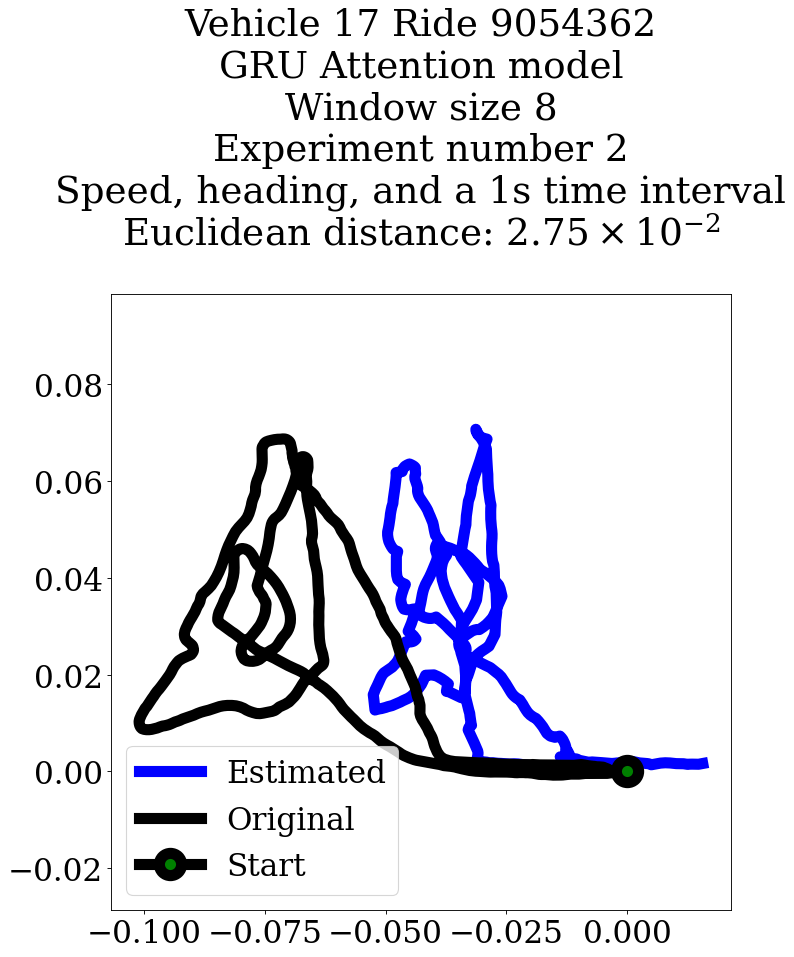 Vehicle 17 Ride 9054362
GRU Attention model
Window size 8
Experiment number 2
Speed, heading, and a 1s time interval
Euclidean distance: 2.75 × 10⁻²
0.08
0.06
0.04
0.02
0.00
−0.02
Estimated
Original
Start
−0.100 −0.075 −0.050 −0.025 0.000